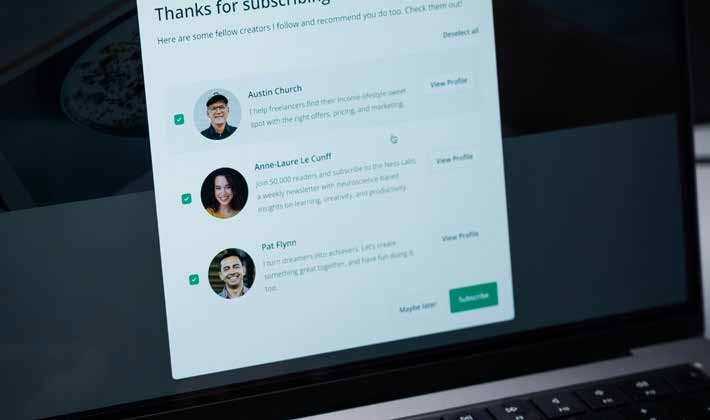 Thanks for subscribing
Here are some fellow creators I follow and recommend you do too. Check them out!
Deselect all
Austin Church
I help freelancers find their income-lifestyle sweet
spot with the right offers, pricing, and marketing.
View Profile
Anne-Laure Le Cunff
Join 50,000 readers and subscribe to the Ness Labs,
a weekly newsletter with neuroscience-based
insights on learning, creativity, and productivity.
View Profile
Pat Flynn
I turn dreamers into achievers. Let's create
something great together, and have fun doing it
too.
View Profile
Maybe later
Subscribe